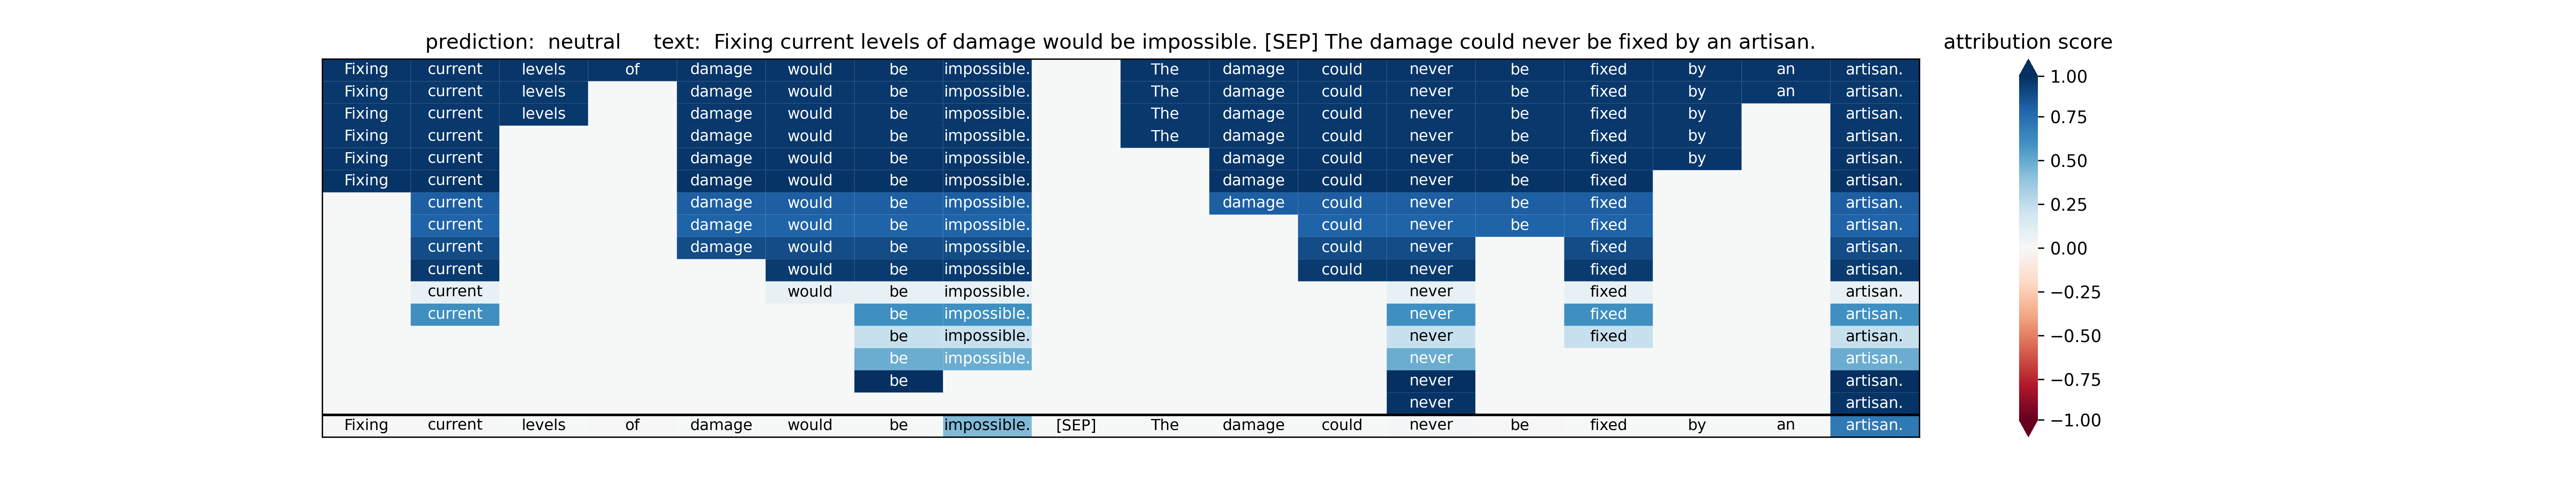 prediction: neutral text: Fixing current levels of damage would be impossible. [SEP] The damage could never be fixed by an artisan. attribution score
Fixing current levels of damage would be impossible. The damage could never be fixed by an artisan. 1.00
Fixing current levels damage would be impossible. The damage could never be fixed by an artisan.
Fixing current levels damage would be impossible. The damage could never be fixed by artisan. 0.75
Fixing current damage would be impossible. The damage could never be fixed by artisan.
Fixing current damage would be impossible. damage could never be fixed by artisan. 0.50
Fixing current damage would be impossible. damage could never be fixed artisan.
current damage would be impossible. damage could never be fixed artisan. 0.25
current damage would be impossible. could never be fixed artisan.
current damage would be impossible. could never fixed artisan. 0.00
current would be impossible. could never fixed artisan.
current would be impossible. never fixed artisan. −0.25
current be impossible. never fixed artisan.
be impossible. never fixed artisan. −0.50
be impossible. never artisan.
be never artisan. −0.75
never artisan.
Fixing current levels of damage would be impossible. [SEP] The damage could never be fixed by an artisan. −1.00